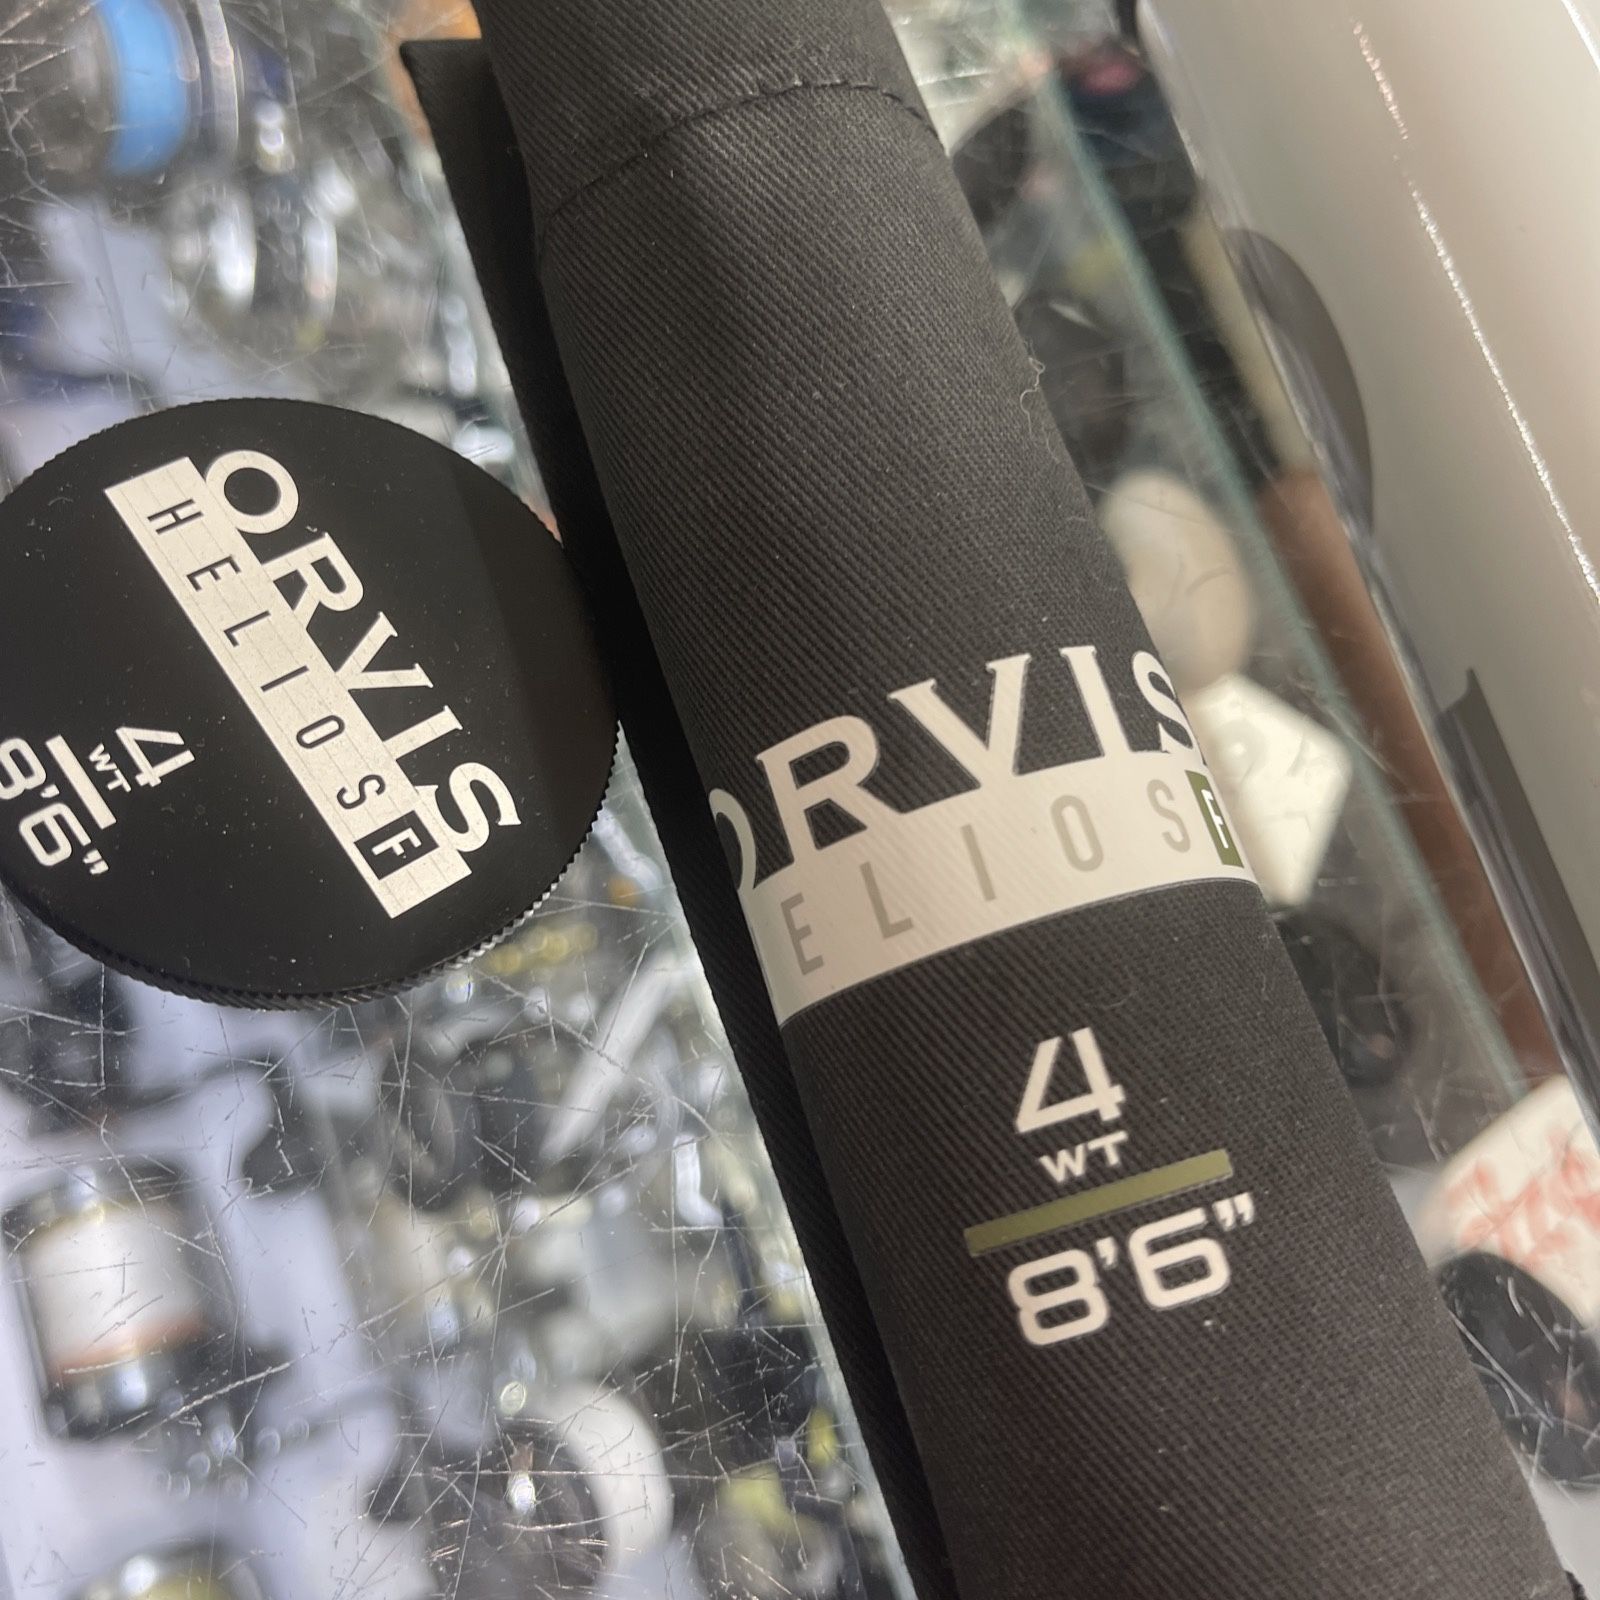 ORVIS
HELIOS F
4
WT
8'6"
ORVIS
HELIOS F
4
WT
8'6"